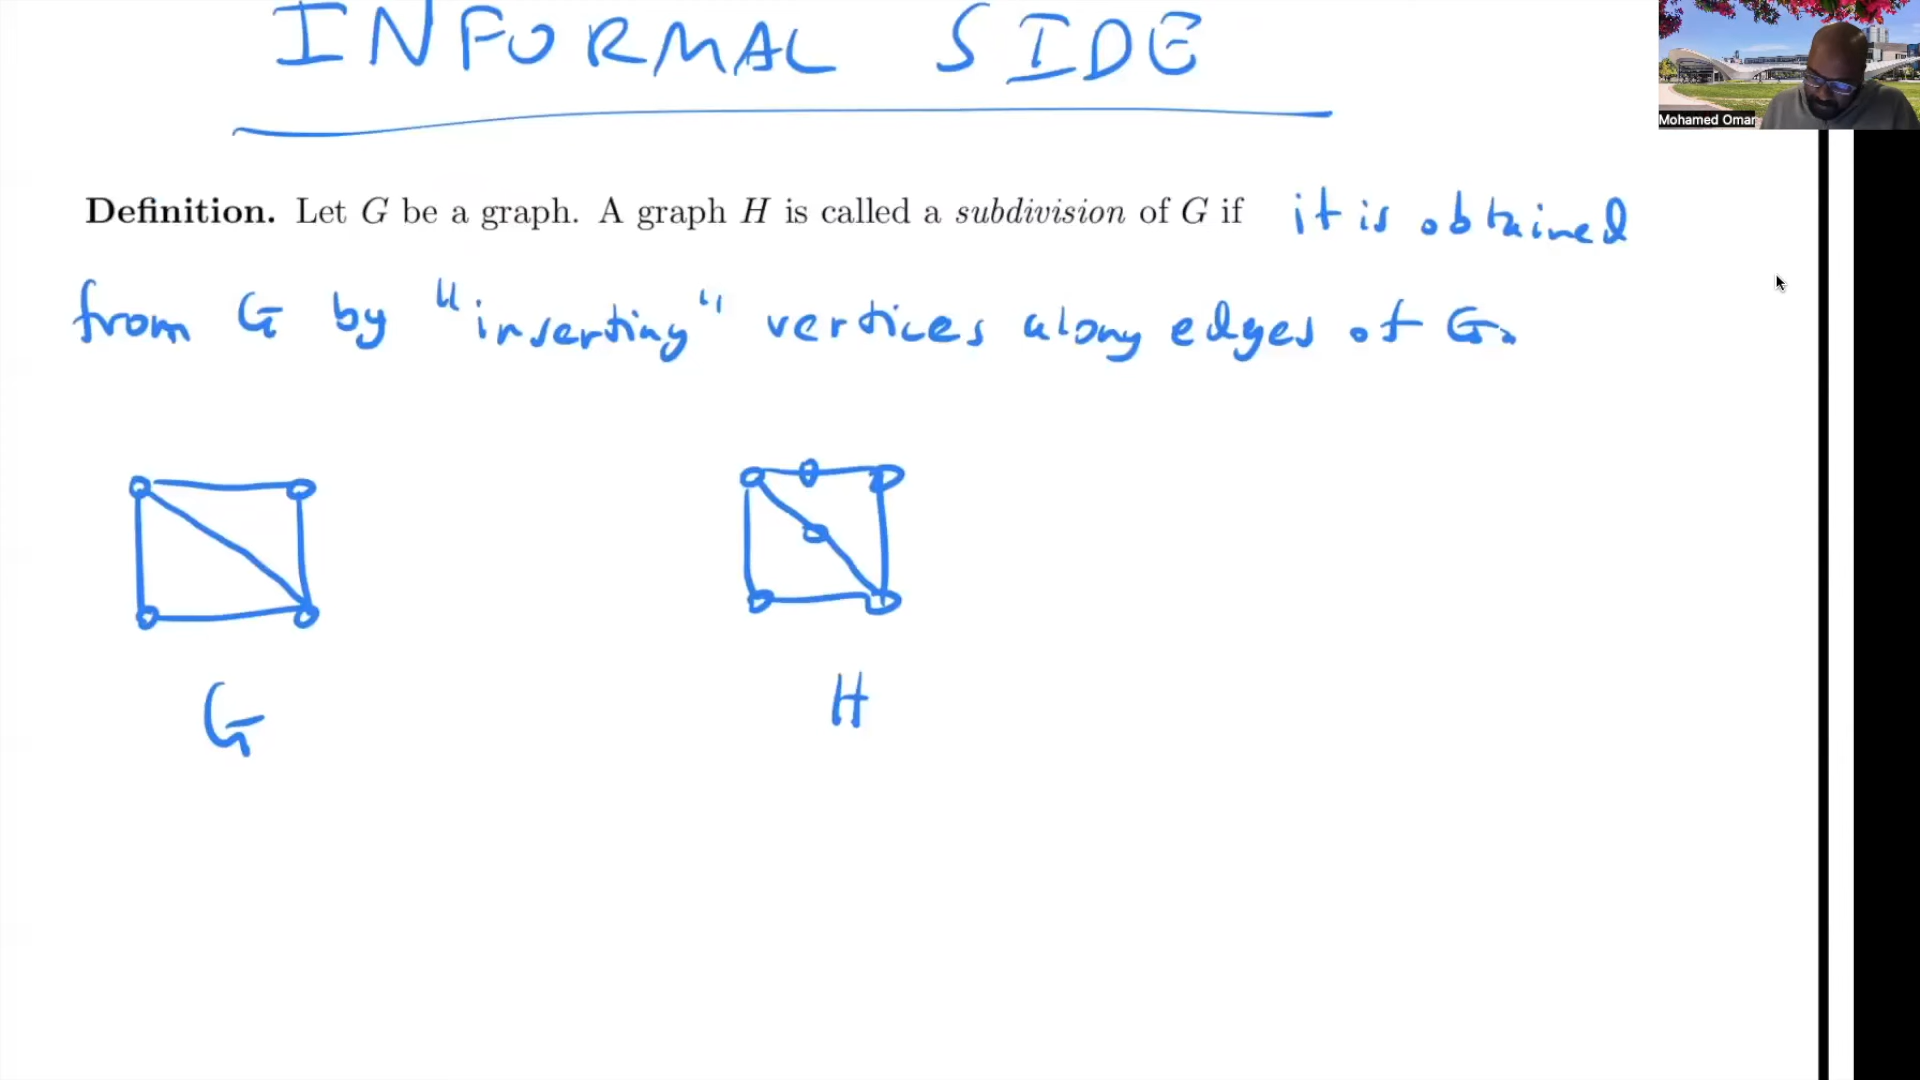 INFORMAL SIDE
Mohamed Omar
Definition. Let G be a graph. A graph H is called a subdivision of G if it is obtained
from G by "inserting" vertices along edges of G.
G
H